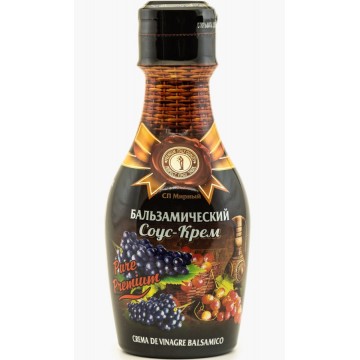 СП Мирный
БАЛЬЗАМИЧЕСКИЙ
Соус-Крем
Pure
Premium
CREMA DE VINAGRE BALSAMICO